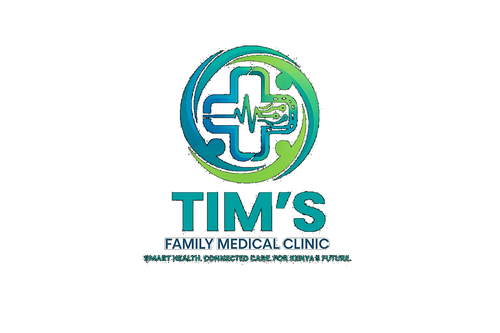 TIM'S
FAMILY MEDICAL CLINIC
SMART HEALTH. CONNECTED CARE. FOR KENYA'S FUTURE.